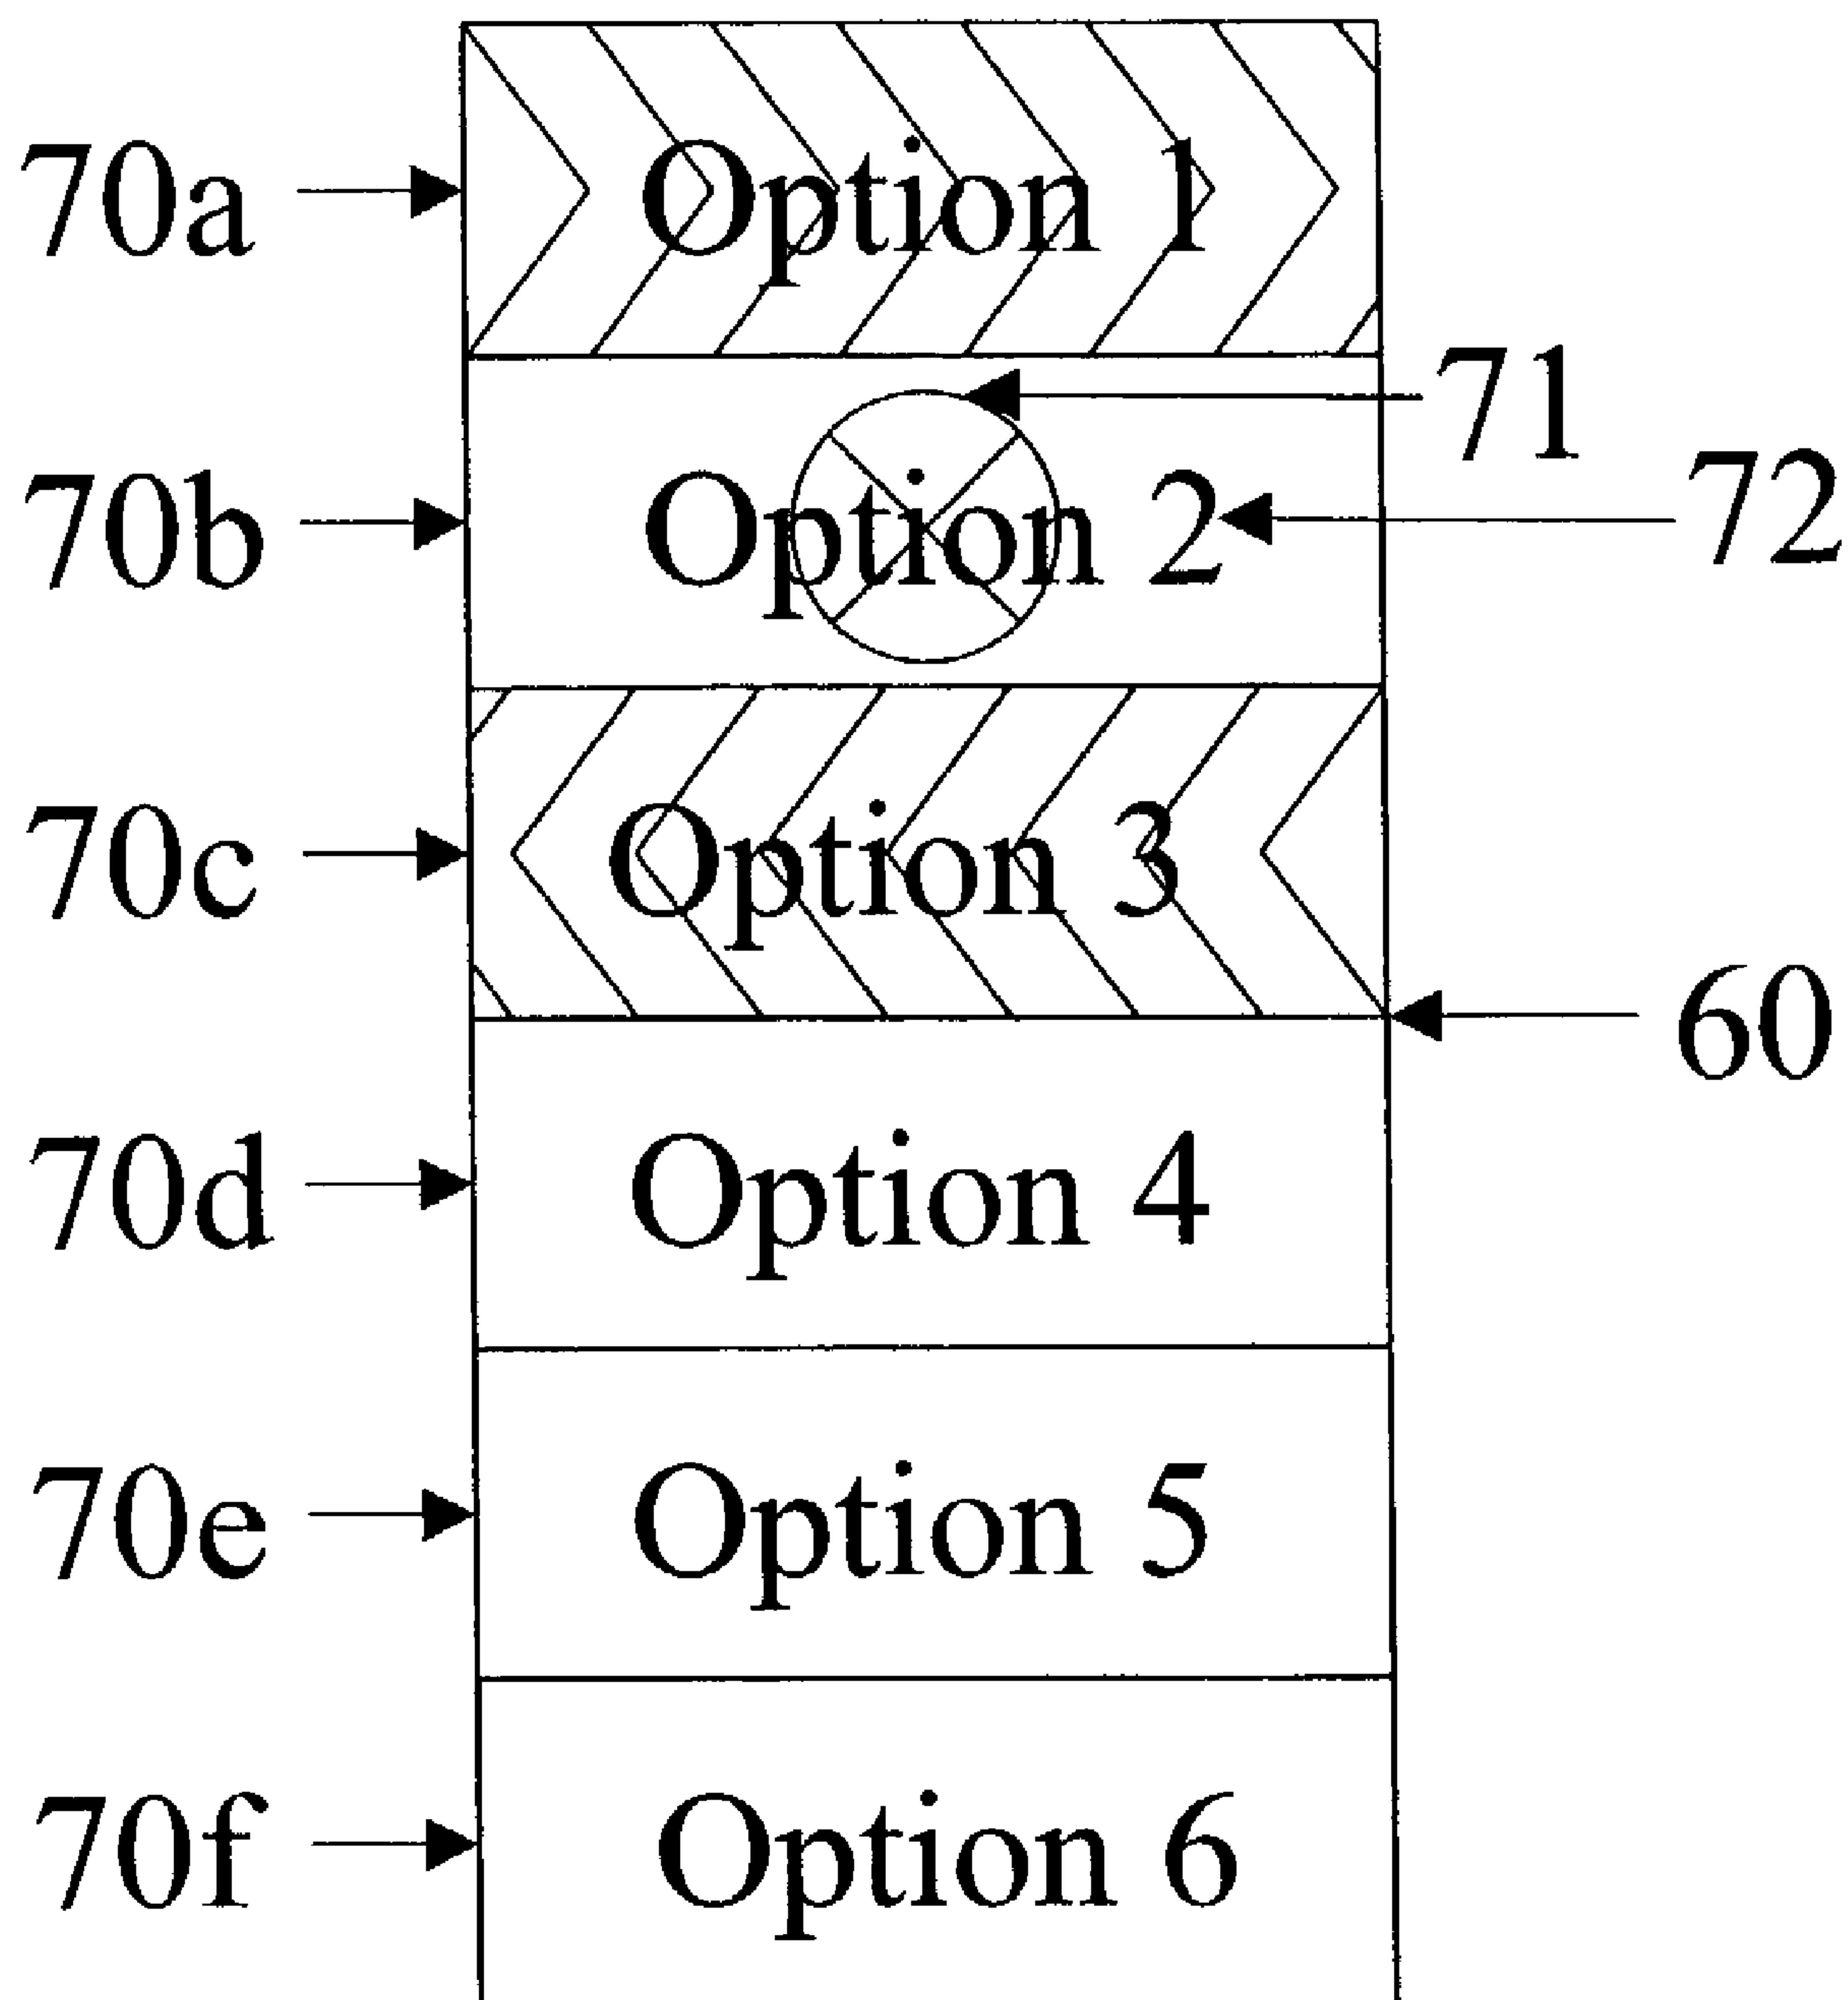 70a Option 1
71
70b Option 2 72
70c Option 3
60
70d Option 4
70e Option 5
70f Option 6